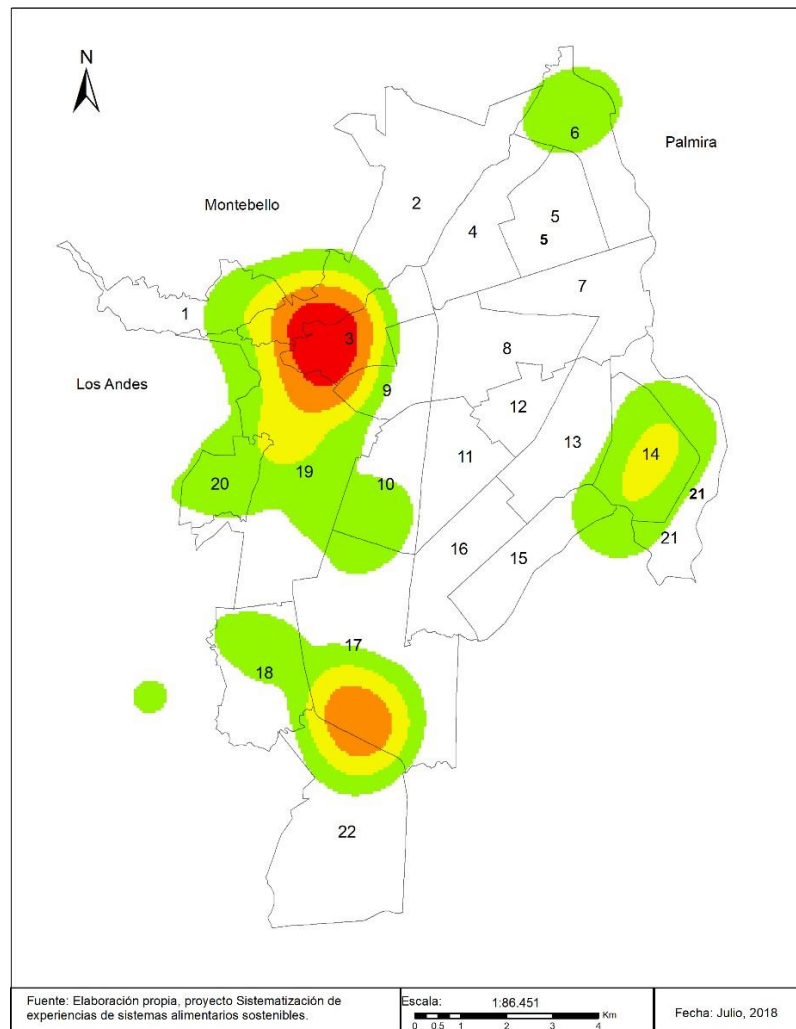 N
6
Palmira
2
Montebello
5
4
5
7
1
3
8
Los Andes
9
12
13
14
11
19
20
10
21
16
21
15
17
18
22
Fuente: Elaboración propia, proyecto Sistematización de
experiencias de sistemas alimentarios sostenibles.
Escala: 1:86.451
Km
0 0.5 1 2 3 4
Fecha: Julio, 2018